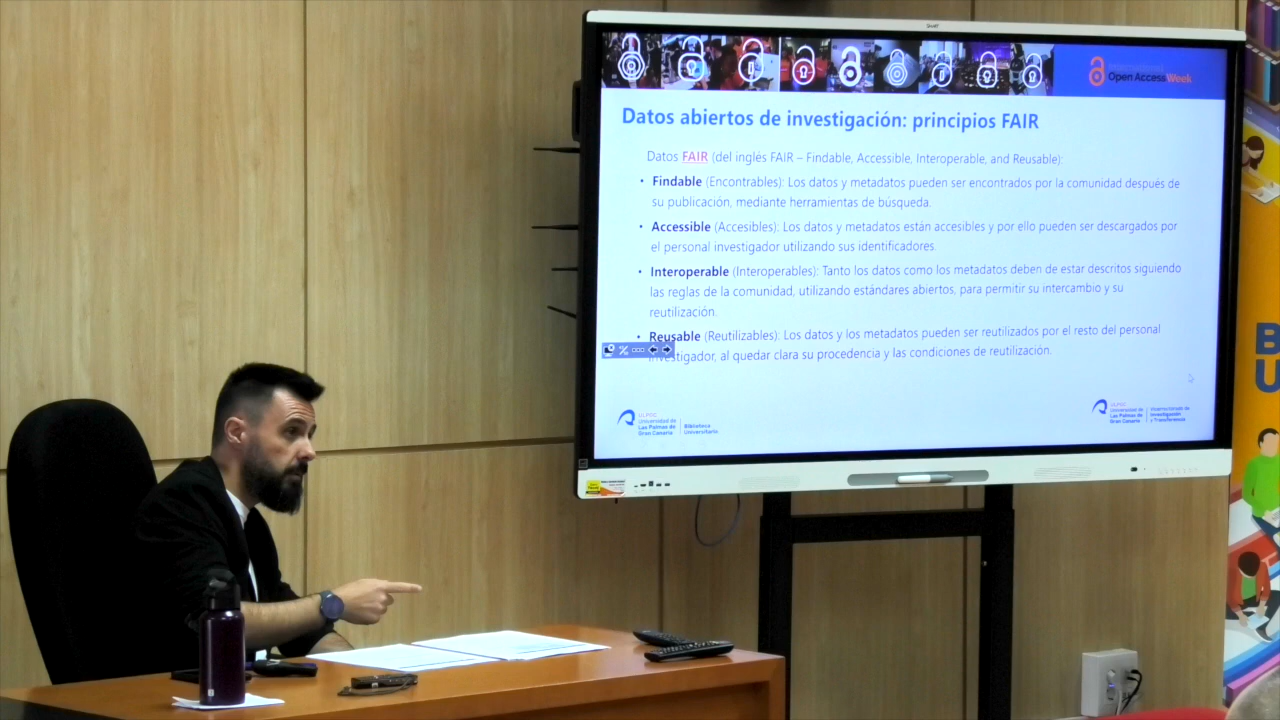 SMART
International
Open Access Week
Datos abiertos de investigación: principios FAIR
Datos FAIR (del inglés FAIR – Findable, Accessible, Interoperable, and Reusable):
• Findable (Encontrables): Los datos y metadatos pueden ser encontrados por la comunidad después de
su publicación, mediante herramientas de búsqueda.
• Accessible (Accesibles): Los datos y metadatos están accesibles y por ello pueden ser descargados por
el personal investigador utilizando sus identificadores.
• Interoperable (Interoperables): Tanto los datos como los metadatos deben de estar descritos siguiendo
las reglas de la comunidad, utilizando estándares abiertos, para permitir su intercambio y su
reutilización.
• Reusable (Reutilizables): Los datos y los metadatos pueden ser reutilizados por el resto del personal
investigador, al quedar clara su procedencia y las condiciones de reutilización.
ULPGC
Universidad de
Las Palmas de
Gran Canaria
Biblioteca
Universitaria
ULPGC
Universidad de
Las Palmas de
Gran Canaria
Vicerrectorado de
Investigación
y Transferencia
B
U